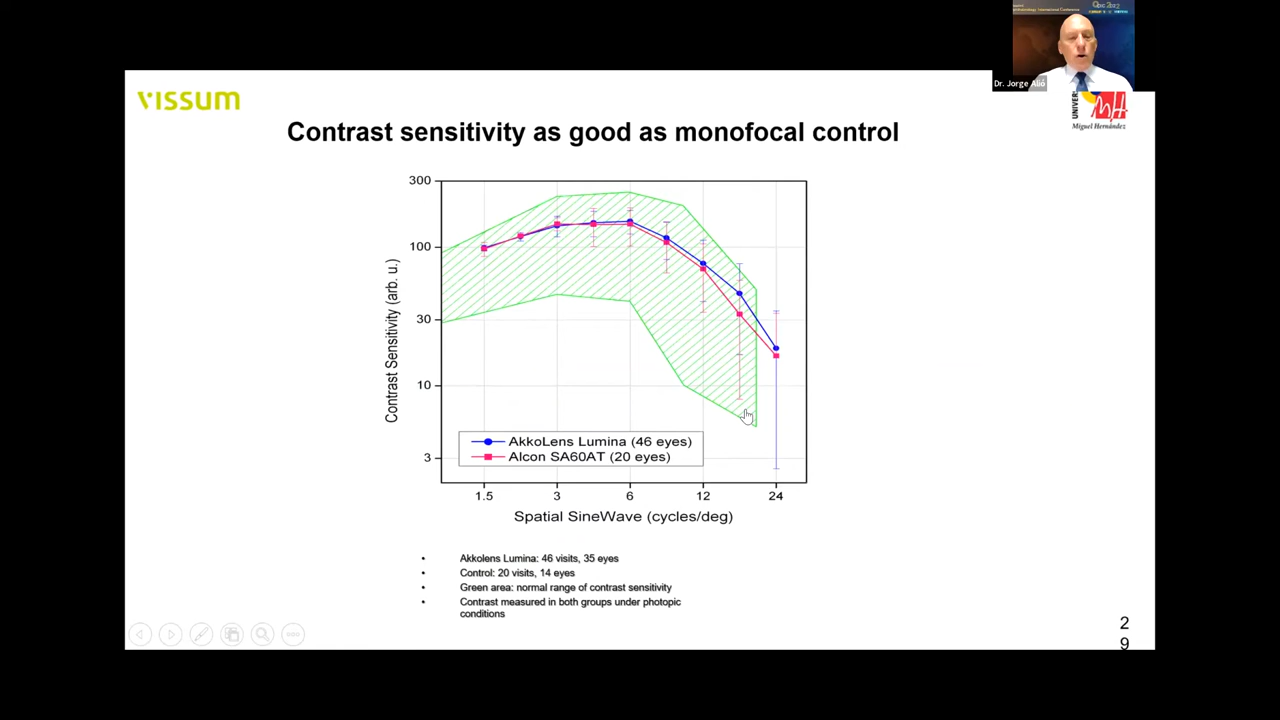 Dr. Jorge Alió
vissum
UNIVER
MH
Miguel Hernández
Contrast sensitivity as good as monofocal control
300
100
30
10
3
Contrast Sensitivity (arb. u.)
AkkoLens Lumina (46 eyes)
Alcon SA60AT (20 eyes)
1.5
3
6
12
24
Spatial SineWave (cycles/deg)
• Akkolens Lumina: 46 visits, 35 eyes
• Control: 20 visits, 14 eyes
• Green area: normal range of contrast sensitivity
• Contrast measured in both groups under photopic
conditions
2
9